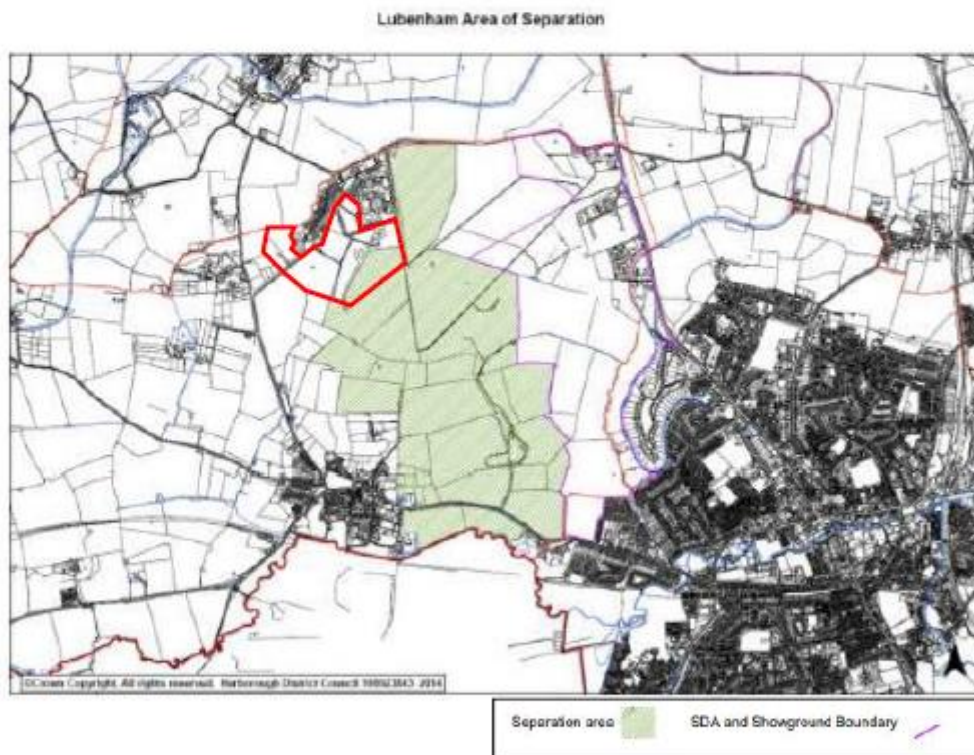 Lubenham Area of Separation
©Crown Copyright. All rights reserved. Harborough District Council 100023843 2014
Separation area
SDA and Showground Boundary